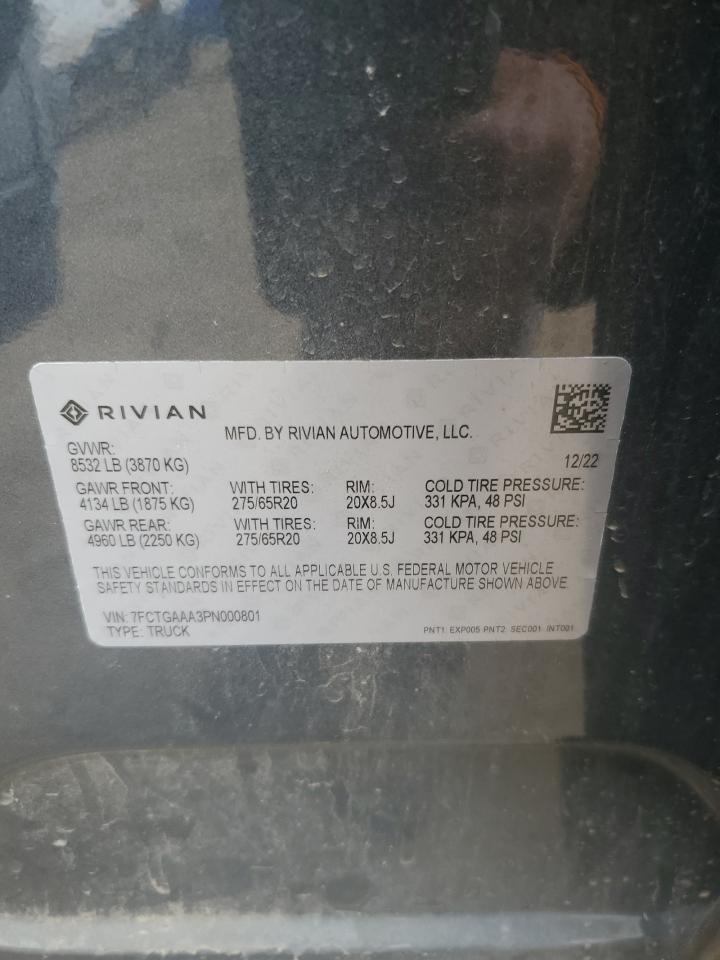 RIVIAN
MFD. BY RIVIAN AUTOMOTIVE, LLC.
GVWR:
8532 LB (3870 KG) 12/22
GAWR FRONT: WITH TIRES: RIM: COLD TIRE PRESSURE:
4134 LB (1875 KG) 275/65R20 20X8.5J 331 KPA, 48 PSI
GAWR REAR: WITH TIRES: RIM: COLD TIRE PRESSURE:
4960 LB (2250 KG) 275/65R20 20X8.5J 331 KPA, 48 PSI
THIS VEHICLE CONFORMS TO ALL APPLICABLE U.S. FEDERAL MOTOR VEHICLE
SAFETY STANDARDS IN EFFECT ON THE DATE OF MANUFACTURE SHOWN ABOVE.
VIN: 7FCTGAAA3PN000801
TYPE: TRUCK PNT1: EXP005 PNT2: SEC001 INT001